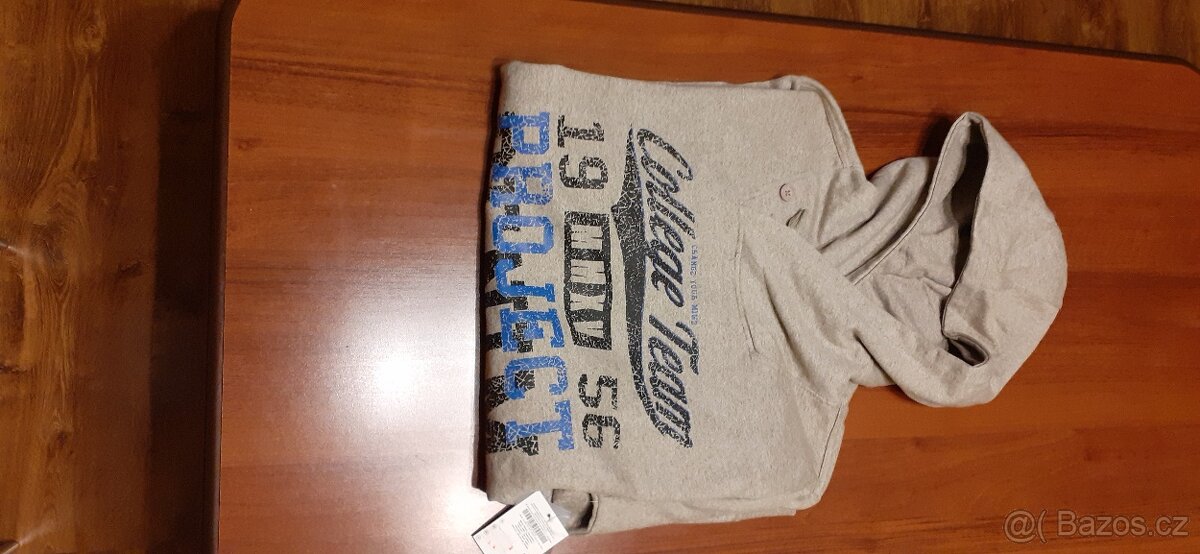 CHANGE YOUR MIND
College Team
19 MMXV 56
PROJECT
@( Bazos.cz